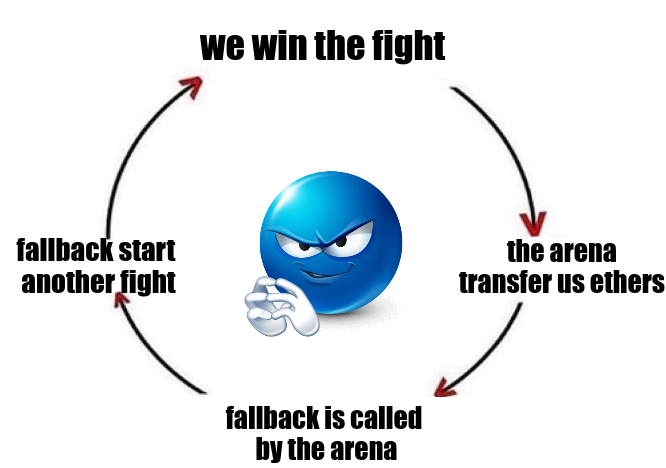 we win the fight
the arena
transfer us ethers
fallback is called
by the arena
fallback start
another fight